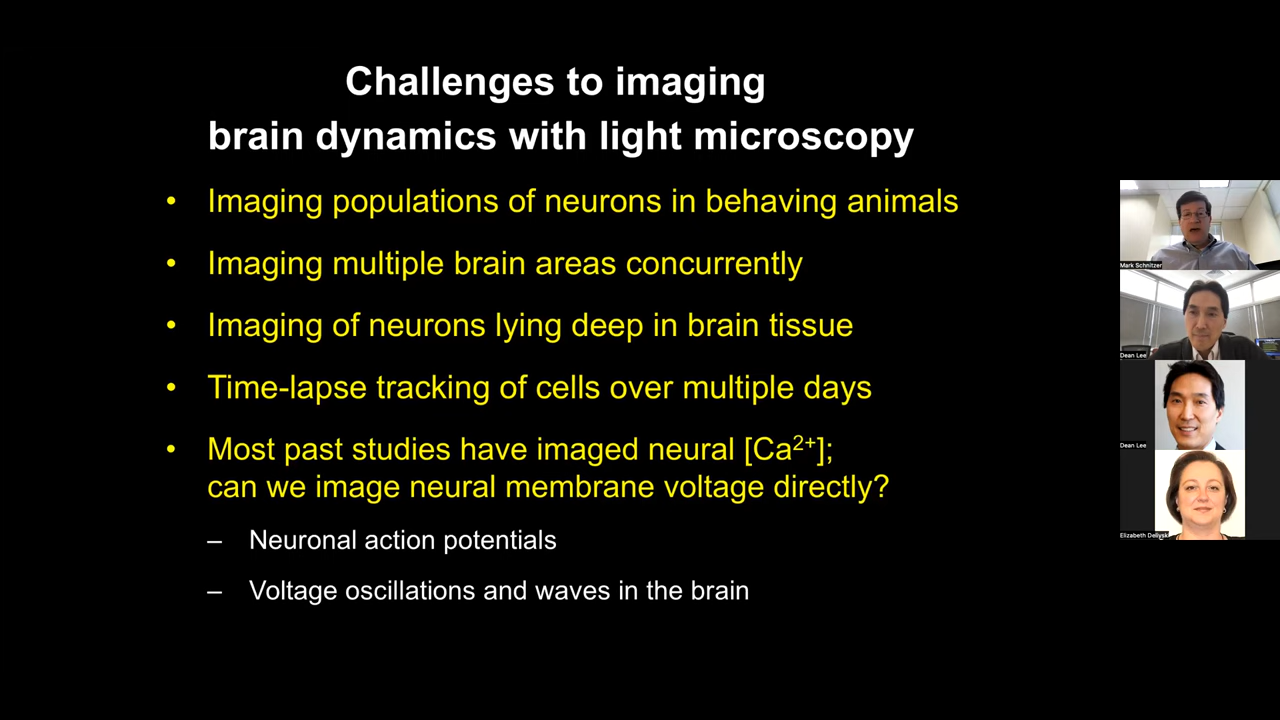 Challenges to imaging
brain dynamics with light microscopy
• Imaging populations of neurons in behaving animals
• Imaging multiple brain areas concurrently
• Imaging of neurons lying deep in brain tissue
• Time-lapse tracking of cells over multiple days
• Most past studies have imaged neural [Ca²⁺];
can we image neural membrane voltage directly?
– Neuronal action potentials
– Voltage oscillations and waves in the brain
Mark Schnitzer
Dean Lee
Dean Lee
Elizabeth